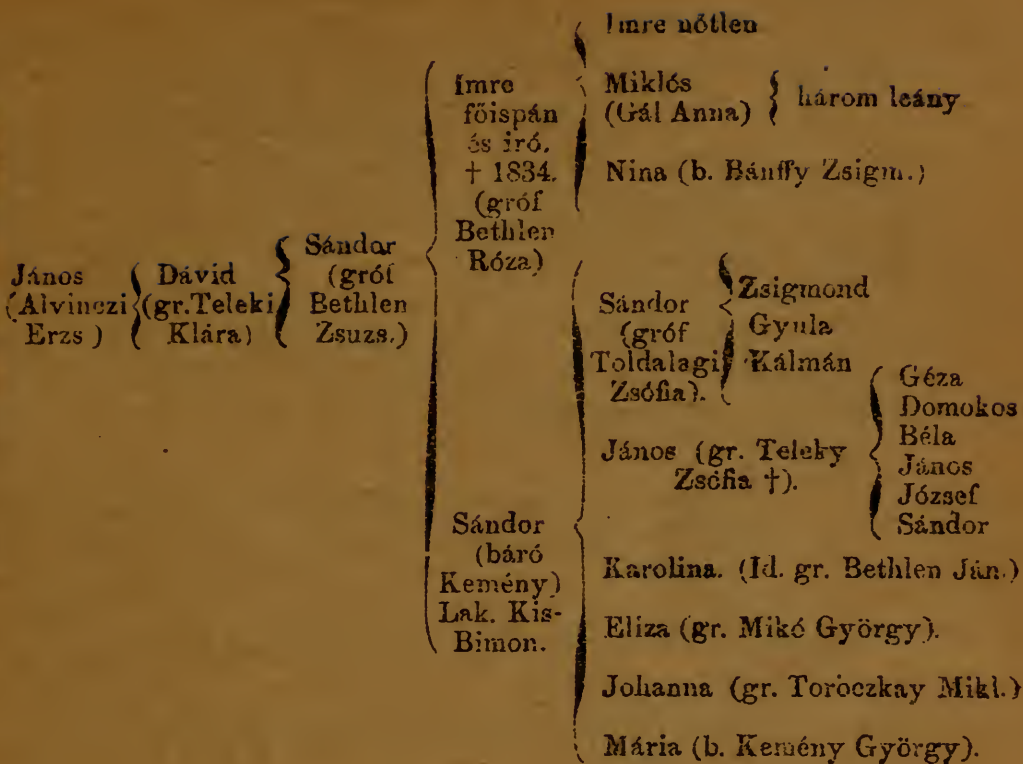 János
(Alvinczi
Erzs)
Dávid
(gr. Teleki
Klára)
Sándor
(gróf
Bethlen
Zsuzs.)
Imre
főispán
és iró.
† 1834.
(gróf
Bethlen
Róza)
Imre nőtlen
Miklós
(Gál Anna)
három leány
Nina (b. Bánffy Zsigm.)
Sándor
(báró
Kemény)
Lak. Kis-
Bimon.
Sándor
(gróf
Toldalagi
Zsófia).
Zsigmond
Gyula
Kálmán
János (gr. Teleky
Zsófia †).
Géza
Domokos
Béla
János
József
Sándor
Karolina. (Id. gr. Bethlen Ján.)
Eliza (gr. Mikó György).
Johanna (gr. Toroczkay Mikl.)
Mária (b. Kemény György).